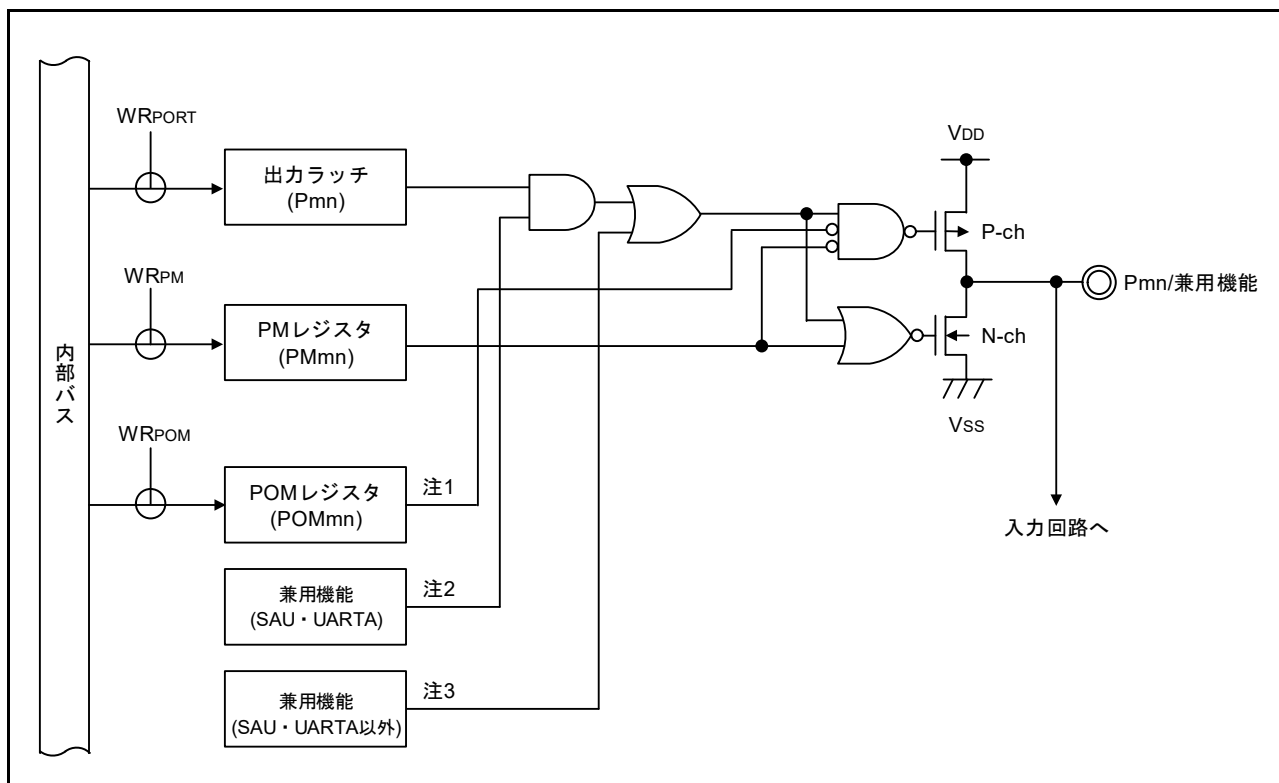 WRPORT
出力ラッチ
(Pmn)
VDD
P-ch
Pmn/兼用機能
N-ch
VSS
入力回路へ
WRPM
PMレジスタ
(PMmn)
内部バス
WRPOM
POMレジスタ
(POMmn)
注1
兼用機能
(SAU・UARTA)
注2
兼用機能
(SAU・UARTA以外)
注3